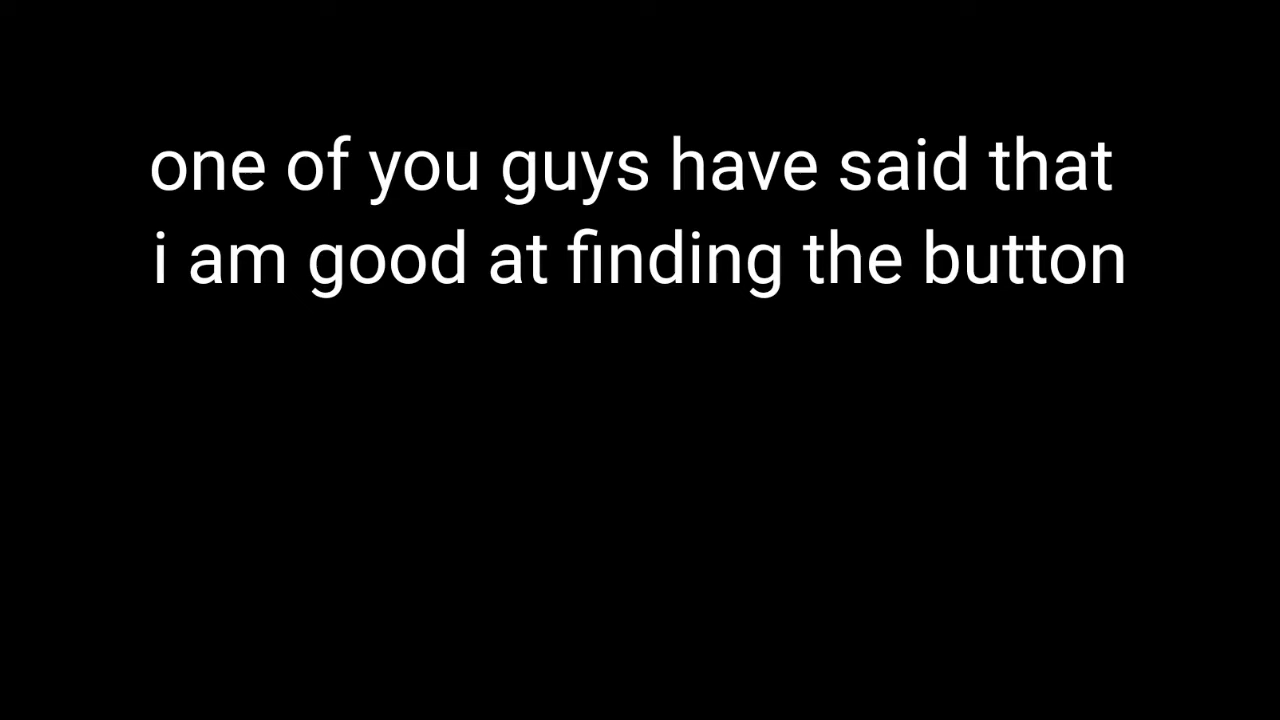 one of you guys have said that
i am good at finding the button